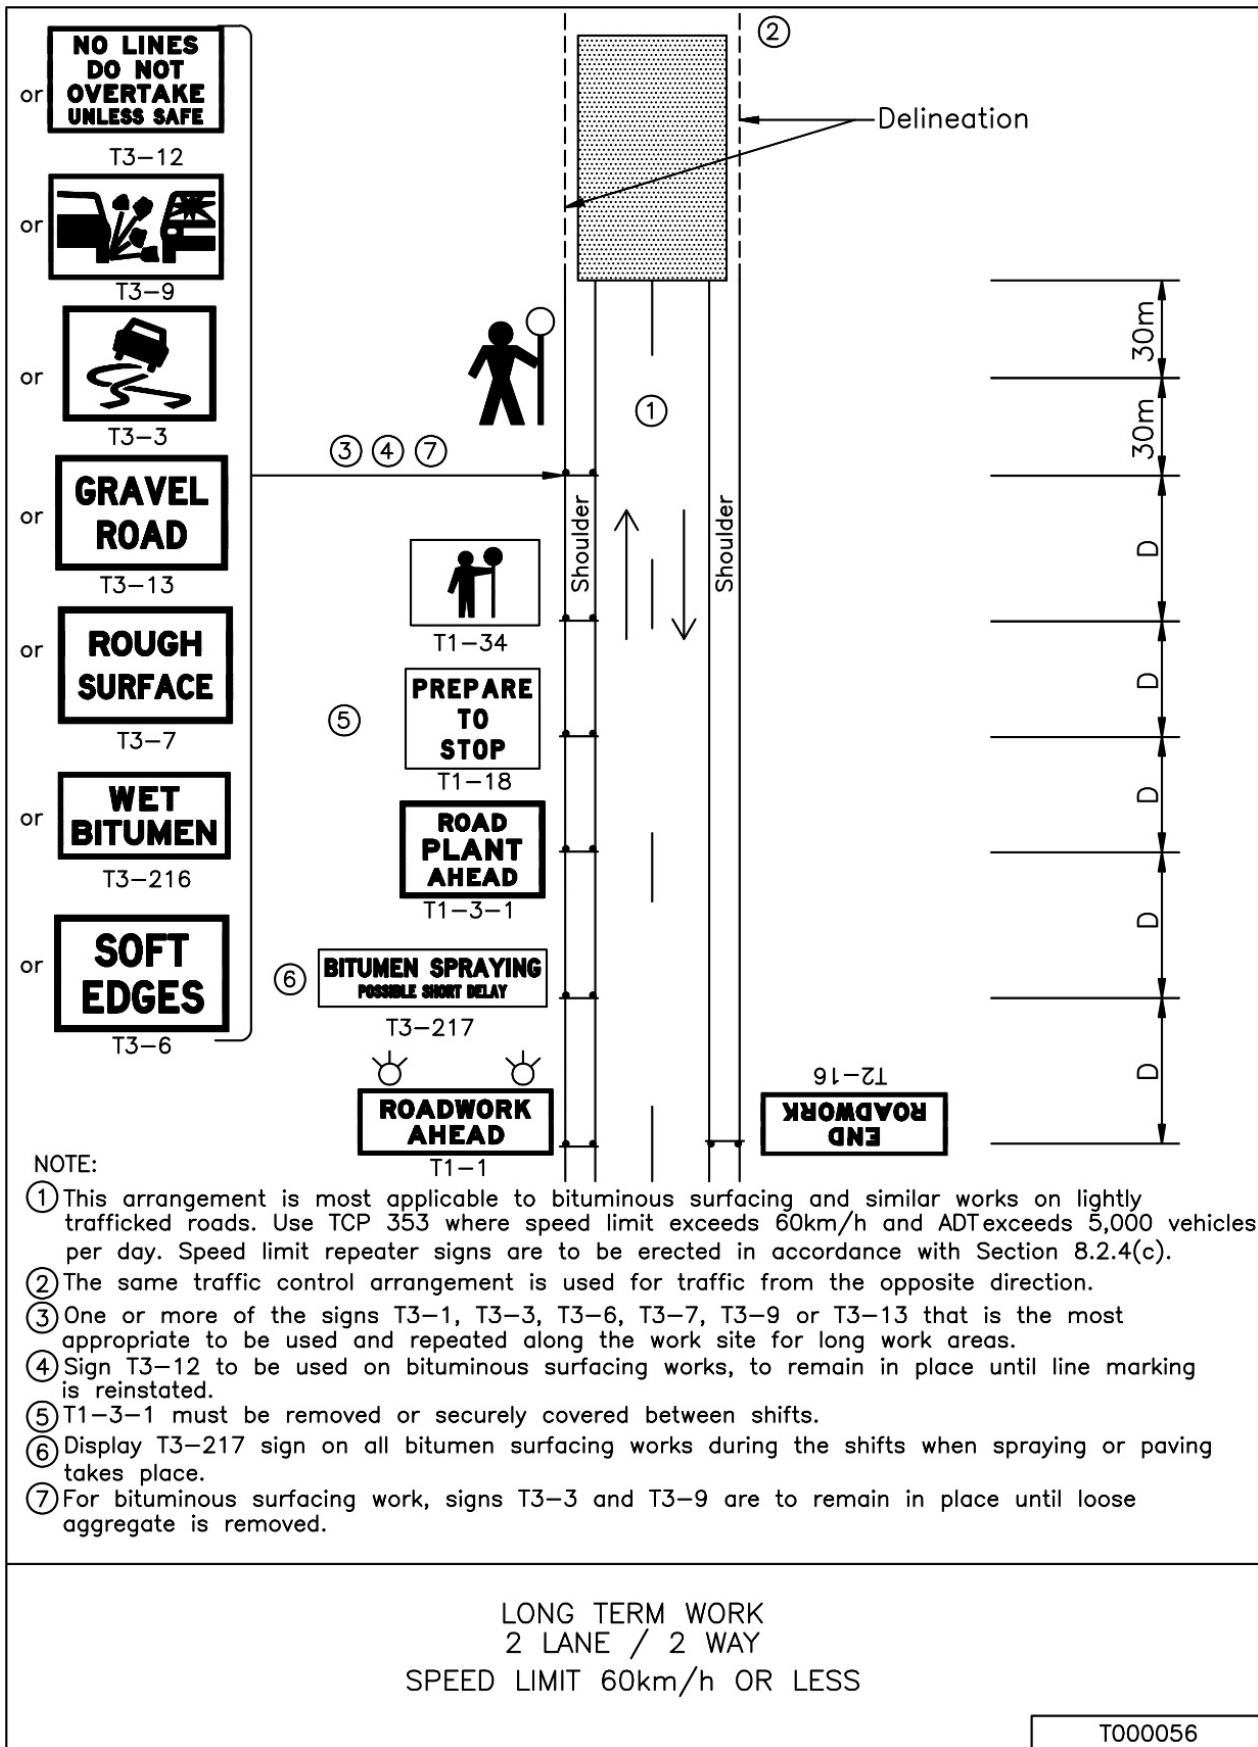 NO LINES
DO NOT
OVERTAKE
UNLESS SAFE
or
T3-12
or
T3-9
or
T3-3
or
GRAVEL
ROAD
T3-13
or
ROUGH
SURFACE
T3-7
or
WET
BITUMEN
T3-216
or
SOFT
EDGES
T3-6
2
Delineation
1
3 4 7
Shoulder
Shoulder
T1-34
5
PREPARE
TO
STOP
T1-18
ROAD
PLANT
AHEAD
T1-3-1
6
BITUMEN SPRAYING
POSSIBLE SHORT DELAY
T3-217
ROADWORK
AHEAD
T1-1
END
ROADWORK
T2-16
30m
30m
D
D
D
D
D
NOTE:
1 This arrangement is most applicable to bituminous surfacing and similar works on lightly
trafficked roads. Use TCP 353 where speed limit exceeds 60km/h and ADT exceeds 5,000 vehicles
per day. Speed limit repeater signs are to be erected in accordance with Section 8.2.4(c).
2 The same traffic control arrangement is used for traffic from the opposite direction.
3 One or more of the signs T3-1, T3-3, T3-6, T3-7, T3-9 or T3-13 that is the most
appropriate to be used and repeated along the work site for long work areas.
4 Sign T3-12 to be used on bituminous surfacing works, to remain in place until line marking
is reinstated.
5 T1-3-1 must be removed or securely covered between shifts.
6 Display T3-217 sign on all bitumen surfacing works during the shifts when spraying or paving
takes place.
7 For bituminous surfacing work, signs T3-3 and T3-9 are to remain in place until loose
aggregate is removed.
LONG TERM WORK
2 LANE / 2 WAY
SPEED LIMIT 60km/h OR LESS
T000056